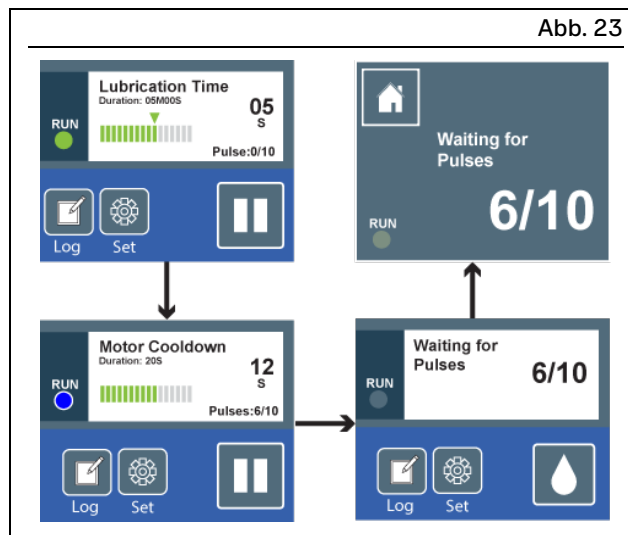 Abb. 23
Lubrication Time
Duration: 05M00S
05
S
RUN
Pulse:0/10
Log
Set
Waiting for
Pulses
6/10
RUN
Motor Cooldown
Duration: 20S
12
S
RUN
Pulses:6/10
Log
Set
Waiting for
Pulses
6/10
RUN
Log
Set